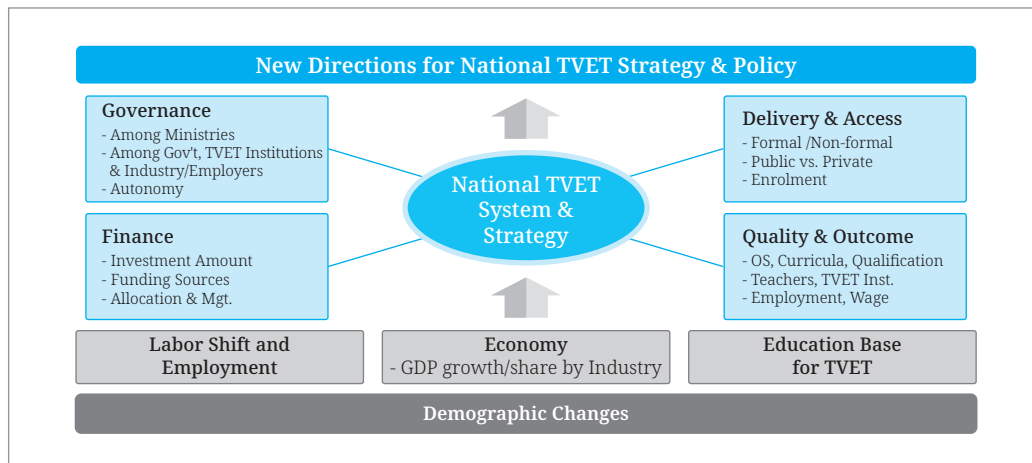 New Directions for National TVET Strategy & Policy
Governance
- Among Ministries
- Among Gov't, TVET Institutions
& Industry/Employers
- Autonomy
Delivery & Access
- Formal /Non-formal
- Public vs. Private
- Enrolment
National TVET
System &
Strategy
Finance
- Investment Amount
- Funding Sources
- Allocation & Mgt.
Quality & Outcome
- OS, Curricula, Qualification
- Teachers, TVET Inst.
- Employment, Wage
Labor Shift and
Employment
Economy
- GDP growth/share by Industry
Education Base
for TVET
Demographic Changes